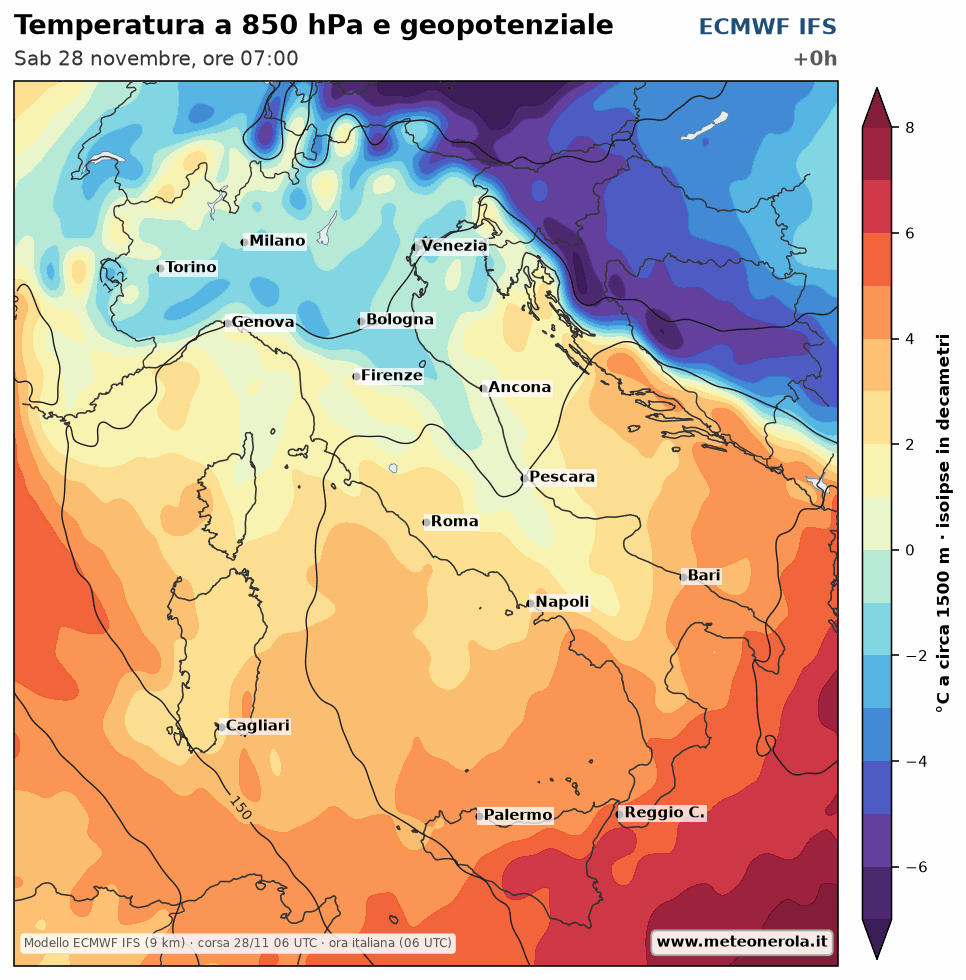 Temperatura a 850 hPa e geopotenziale
ECMWF IFS
Sab 28 novembre, ore 07:00
+0h
Milano
Venezia
Torino
Genova
Bologna
Firenze
Ancona
Pescara
Roma
Bari
Napoli
Cagliari
150
Palermo
Reggio C.
Modello ECMWF IFS (9 km) · corsa 28/11 06 UTC · ora italiana (06 UTC)
www.meteonerola.it
8
6
4
2
0
−2
−4
−6
°C a circa 1500 m · isoipse in decametri